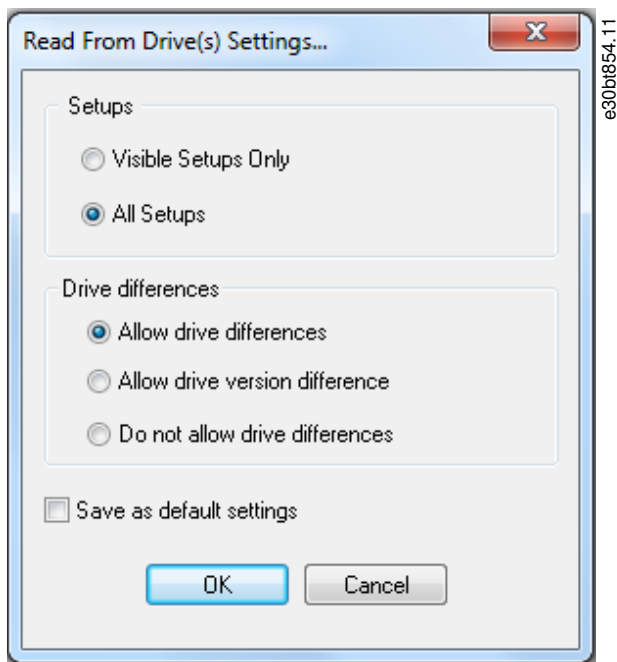 Read From Drive(s) Settings...
Setups
Visible Setups Only
All Setups
Drive differences
Allow drive differences
Allow drive version difference
Do not allow drive differences
Save as default settings
OK
Cancel
e30bt854.11